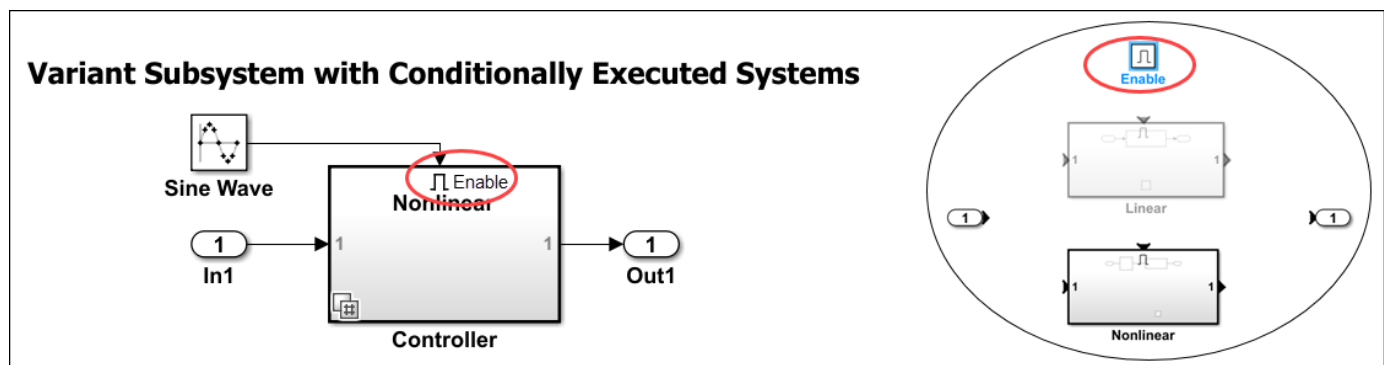 Variant Subsystem with Conditionally Executed Systems
Sine Wave
Enable
Nonlinear
1
In1
1
1
1
Out1
Controller
Enable
1
1
Linear
1
1
1
1
Nonlinear